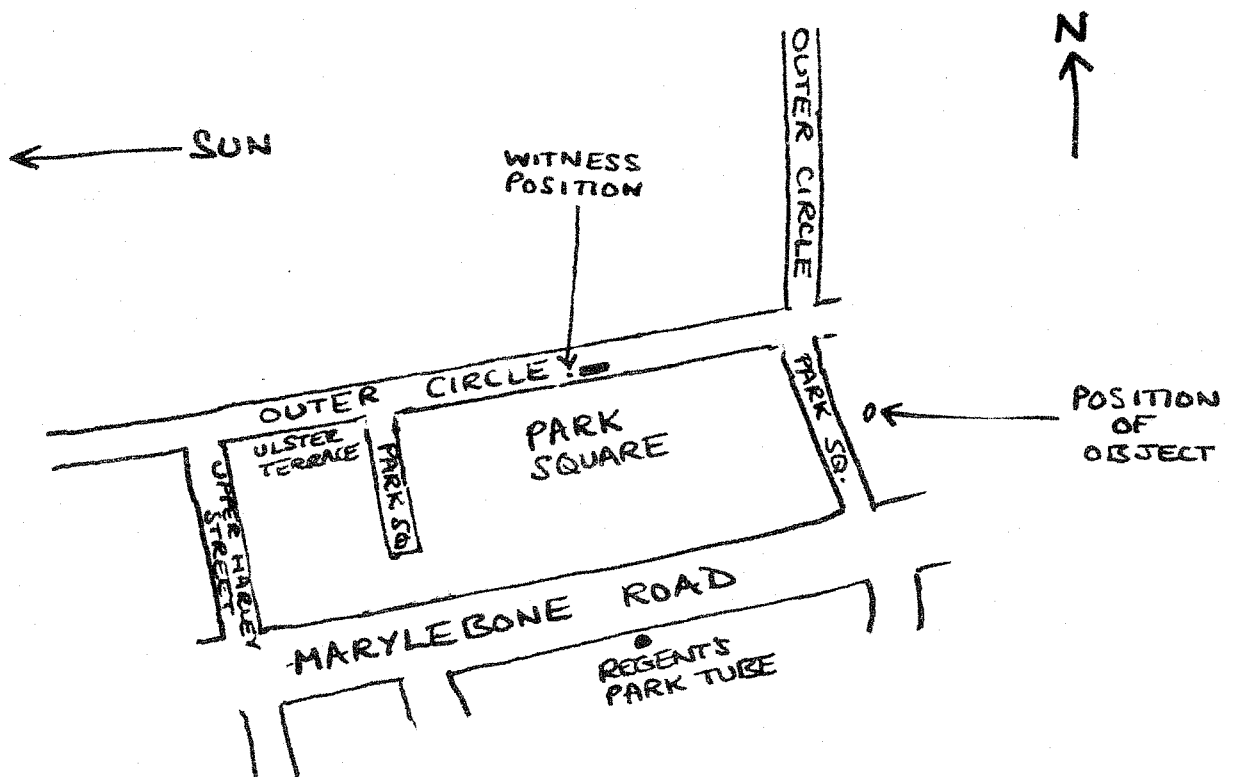 N
OUTER CIRCLE
SUN
WITNESS
POSITION
OUTER CIRCLE
ULSTER
TERRACE
PARK SQ
PARK
SQUARE
PARK SQ.
POSITION
OF
OBJECT
UPPER HARLEY
STREET
MARYLEBONE ROAD
REGENT'S
PARK TUBE